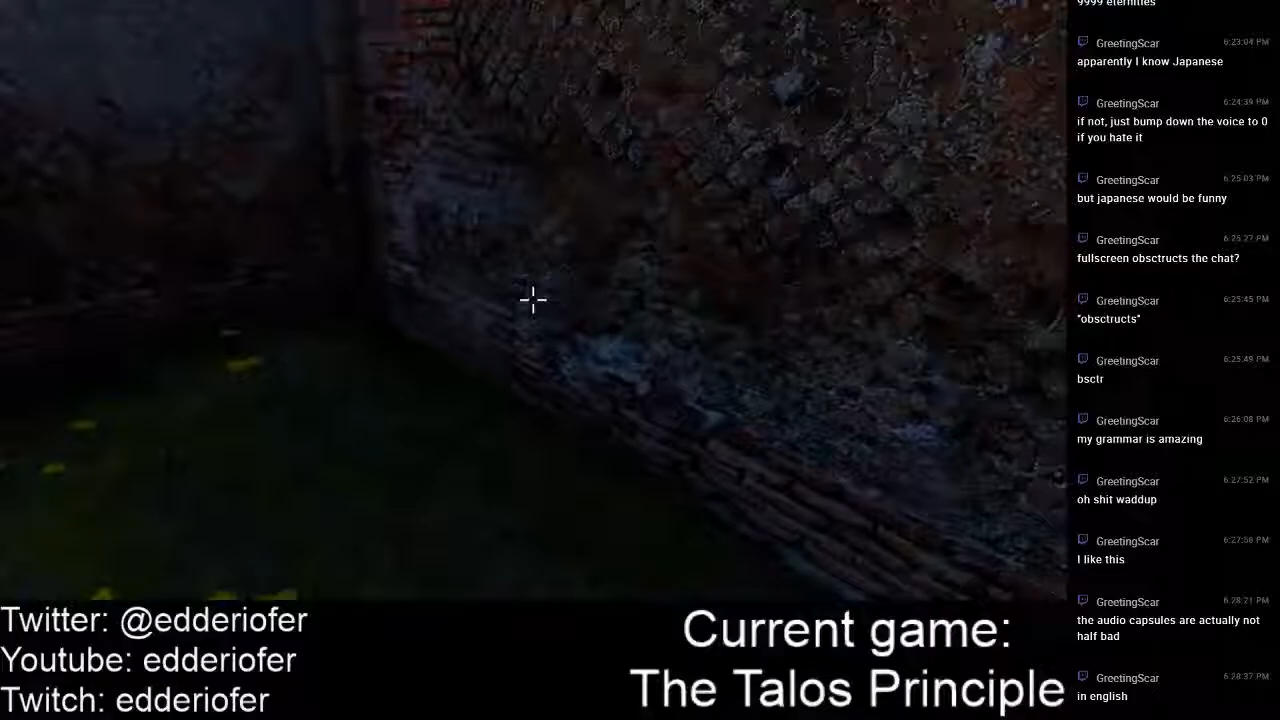 9999 eternities
GreetingScar 6:23:04 PM
apparently I know Japanese
GreetingScar 6:24:39 PM
if not, just bump down the voice to 0
if you hate it
GreetingScar 6:25:03 PM
but japanese would be funny
GreetingScar 6:25:27 PM
fullscreen obsctructs the chat?
GreetingScar 6:25:45 PM
"obsctructs"
GreetingScar 6:25:49 PM
bsctr
GreetingScar 6:26:08 PM
my grammar is amazing
GreetingScar 6:27:52 PM
oh shit waddup
GreetingScar 6:27:58 PM
I like this
GreetingScar 6:28:21 PM
the audio capsules are actually not
half bad
GreetingScar 6:28:37 PM
in english
Twitter: @edderiofer
Youtube: edderiofer
Twitch: edderiofer
Current game:
The Talos Principle